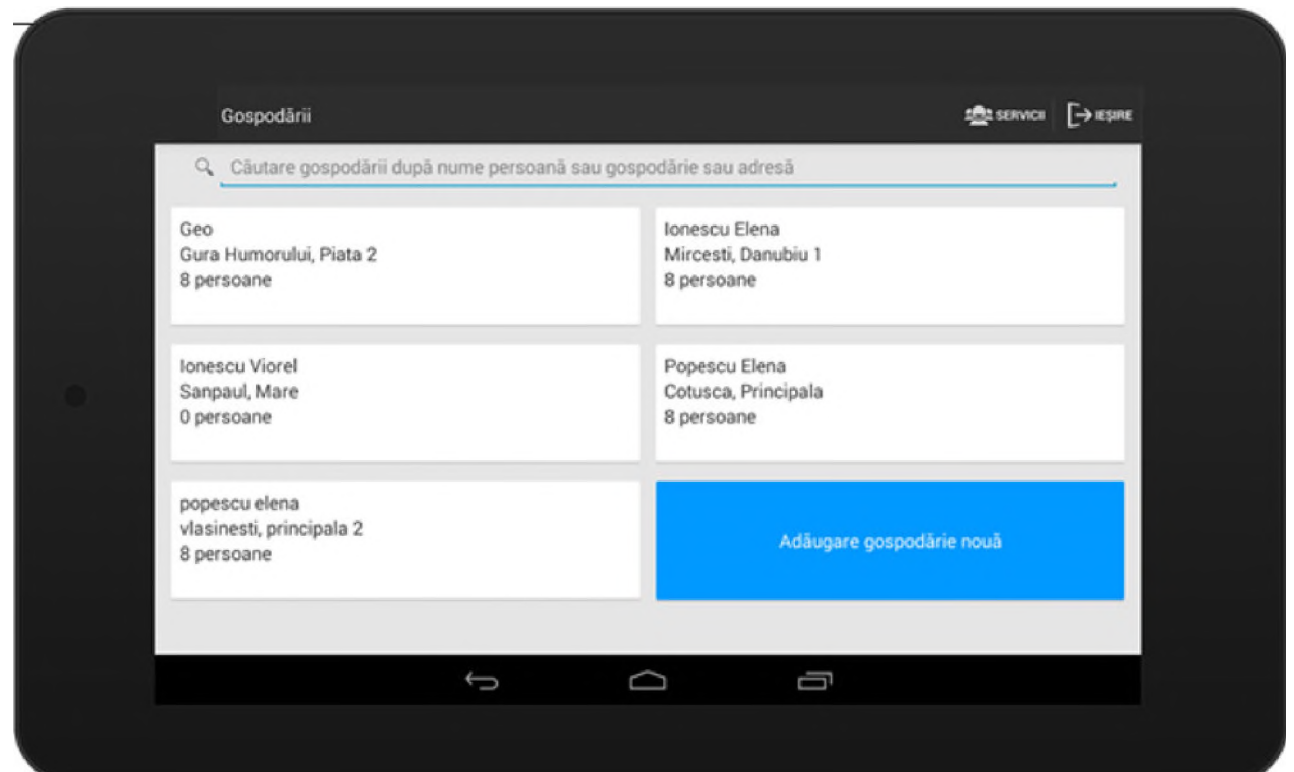 Gospodării
SERVICII
IEȘIRE
Căutare gospodării după nume persoană sau gospodărie sau adresă
Geo
Gura Humorului, Piata 2
8 persoane
Ionescu Elena
Mircesti, Danubiu 1
8 persoane
Ionescu Viorel
Sanpaul, Mare
0 persoane
Popescu Elena
Cotusca, Principala
8 persoane
popescu elena
vlasinesti, principala 2
8 persoane
Adăugare gospodărie nouă